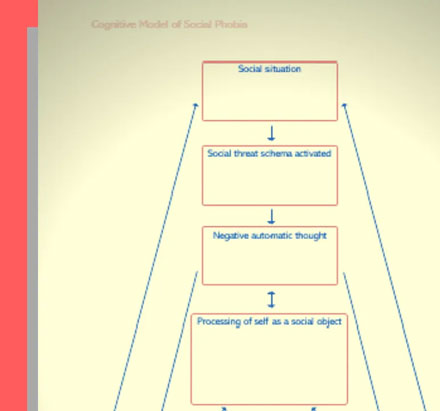 Cognitive Model of Social Phobia
Social situation
Social threat schema activated
Negative automatic thought
Processing of self as a social object